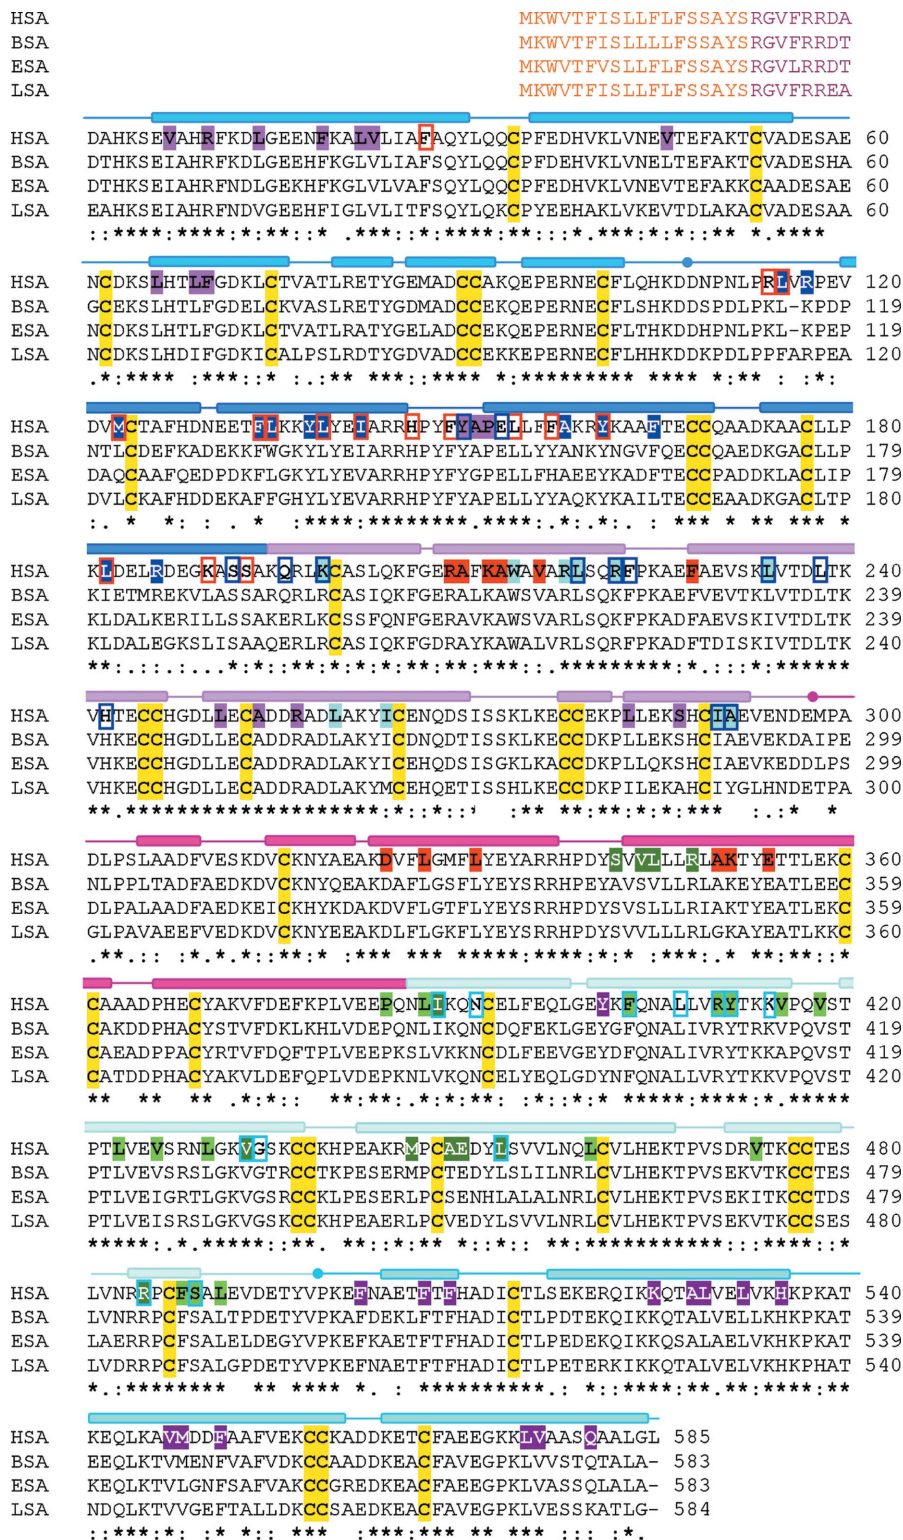 HSA MKWVTFISLLFLFSSAYSRGVFRRDA
BSA MKWVTFISLLLLFSSAYSRGVFRRDT
ESA MKWVTFVSLLFLFSSAYSRGVLRRDT
LSA MKWVTFISLLFLFSSAYSRGVFRREA
HSA DAHKSEVAHRFKDLGEENFKALVLIAFAQYLQQCPFEDHVKLVNEVTEFAKTCVADESAE 60
BSA DTHKSEIAHRFKDLGEEHFKGLVLIAFSQYLQQCPFDEHVKLVNELTEFAKTCVADESHA 60
ESA DTHKSEIAHRFNDLGEKHFKGLVLVAFSQYLQQCPFEDHVKLVNEVTEFAKKCAADESAE 60
LSA EAHKSEIAHRFNDVGEEHFIGLVLITFSQYLQKCPYEEHAKLVKEVTDLAKACVADESAA 60
::****:****:*:**::* .***::*:****:**::**.***:*:*::** *.****
HSA NCDKSLHTLFGDKLCTVATLRETYGEMADCCAKQEPERNECFLQHKDDNPNLPRLVRPEV 120
BSA GCEKSLHTLFGDELCKVASLRETYGDMADCCEKQEPERNECFLSHKDDSPDLPKL-KPDP 119
ESA NCDKSLHTLFGDKLCTVATLRATYGELADCCEKQEPERNECFLTHKDDHPNLPKL-KPEP 119
LSA NCDKSLHDIFGDKICALPSLRDTYGDVADCCEKKEPERNECFLHHKDDKPDLPPFARPEA 120
.*:**** :***::* :.:** ***::**** *:********* **** *:** : :*:
HSA DVMCTAFHDNEETFLKKYLYEIARRHPYFYAPELLFFAKRYKAAFTECCQAADKAACLLP 180
BSA NTLCDEFKADEKKFWGKYLYEIARRHPYFYAPELLYYANKYNGVFQECCQAEDKGACLLP 179
ESA DAQCAAFQEDPDKFLGKYLYEVARRHPYFYGPELLFHAEEYKADFTECCPADDKLACLIP 179
LSA DVLCKAFHDDEKAFFGHYLYEVARRHPYFYAPELLYYAQKYKAILTECCEAADKGACLTP 180
:. * *: : . * :****:********.****:.*:.*:. : *** * ** *** *
HSA KLDELRDEGKASSAKQRLKCASLQKFGERAFKAWAVARLSQRFPKAEFAEVSKLVTDLTK 240
BSA KIETMREKVLASSARQRLRCASIQKFGERALKAWSVARLSQKFPKAEFVEVTKLVTDLTK 239
ESA KLDALKERILLSSAKERLKCSSFQNFGERAVKAWSVARLSQKFPKADFAEVSKIVTDLTK 239
LSA KLDALEGKSLISAAQERLRCASIQKFGDRAYKAWALVRLSQRFPKADFTDISKIVTDLTK 240
**:.:.:: *:*::**:*:*:*:**:** ***::.****:****:*.:::*:******
HSA VHTECCHGDLLECADDRADLAKYICENQDSISSKLKECCEKPLLEKSHCIAEVENDEMPA 300
BSA VHKECCHGDLLECADDRADLAKYICDNQDTISSKLKECCDKPLLEKSHCIAEVEKDAIPE 299
ESA VHKECCHGDLLECADDRADLAKYICEHQDSISGKLKACCDKPLLQKSHCIAEVKEDDLPS 299
LSA VHKECCHGDLLECADDRADLAKYMCEHQETISSHLKECCDKPILEKAHCIYGLHNDETPA 300
HSA DLPSLAADFVESKDVCKNYAEAKDVFLGMFLYEYARRHPDYSVVLLLRLAKTYETTLEKC 360
BSA NLPPLTADFAEDKDVCKNYQEAKDAFLGSFLYEYSRRHPEYAVSVLLRLAKEYEATLEEC 359
ESA DLPALAADFAEDKEICKHYKDAKDVFLGTFLYEYSRRHPDYSVSLLLRIAKTYEATLEKC 359
LSA GLPAVAEEFVEDKDVCKNYEEAKDLFLGKFLYEYSRRHPDYSVVLLLRLGKAYEATLKKC 360
HSA CAAADPHECYAKVFDEFKPLVEEPQNLIKQNCELFEQLGEYKFQNALLVRYTKKVPQVST 420
BSA CAKDDPHACYSTVFDKLKHLVDEPQNLIKQNCDQFEKLGEYGFQNALIVRYTRKVPQVST 419
ESA CAEADPPACYRTVFDQFTPLVEEPKSLVKKNCDLFEEVGEYDFQNALIVRYTKKAPQVST 419
LSA CATDDPHACYAKVLDEFQPLVDEPKNLVKQNCELYEQLGDYNFQNALLVRYTKKVPQVST 420
HSA PTLVEVSRNLGKVGSKCCKHPEAKRMPCAEDYLSVVLNQLCVLHEKTPVSDRVTKCCTES 480
BSA PTLVEVSRSLGKVGTRCCTKPESERMPCTEDYLSLILNRLCVLHEKTPVSEKVTKCCTES 479
ESA PTLVEIGRTLGKVGSRCCKLPESERLPCSENHLALALNRLCVLHEKTPVSEKITKCCTDS 479
LSA PTLVEISRSLGKVGSKCCKHPEAERLPCVEDYLSVVLNRLCVLHEKTPVSEKVTKCCSES 480
*****:.*.*****::**. **::*:** *::*:: **:***********::****::*
HSA LVNRRPCFSALEVDETYVPKEFNAETFTFHADICTLSEKERQIKKQTALVELVKHKPKAT 540
BSA LVNRRPCFSALTPDETYVPKAFDEKLFTFHADICTLPDTEKQIKKQTALVELLKHKPKAT 539
ESA LAERRPCFSALELDEGYVPKEFKAETFTFHADICTLPEDEKQIKKQSALAELVKHKPKAT 539
LSA LVDRRPCFSALGPDETYVPKEFNAETFTFHADICTLPETERKIKKQTALVELVKHKPHAT 540
*.:******** ** **** *. : **********.: *::****:**.**:****:**
HSA KEQLKAVMDDFAAFVEKCCKADDKETCFAEEGKKLVAASQAALGL 585
BSA EEQLKTVMENFVAFVDKCCAADDKEACFAVEGPKLVVSTQTALA- 583
ESA KEQLKTVLGNFSAFVAKCCGREDKEACFAEEGPKLVASSQLALA- 583
LSA NDQLKTVVGEFTALLDKCCSAEDKEACFAVEGPKLVESSKATLG- 584
::***:*: :* *:: *** :***:*** ** *** ::: :*.